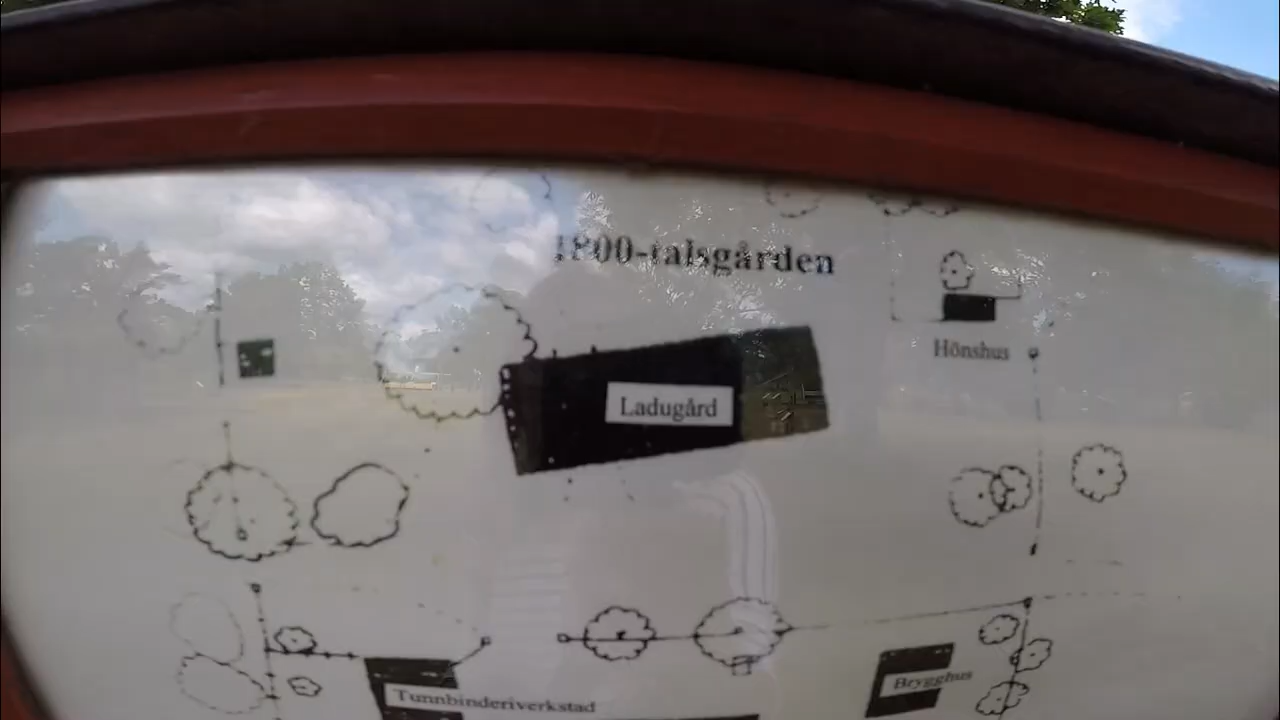 1800-talsgården
Hönshus
Ladugård
Brygghus
Tunnbinderiverkstad